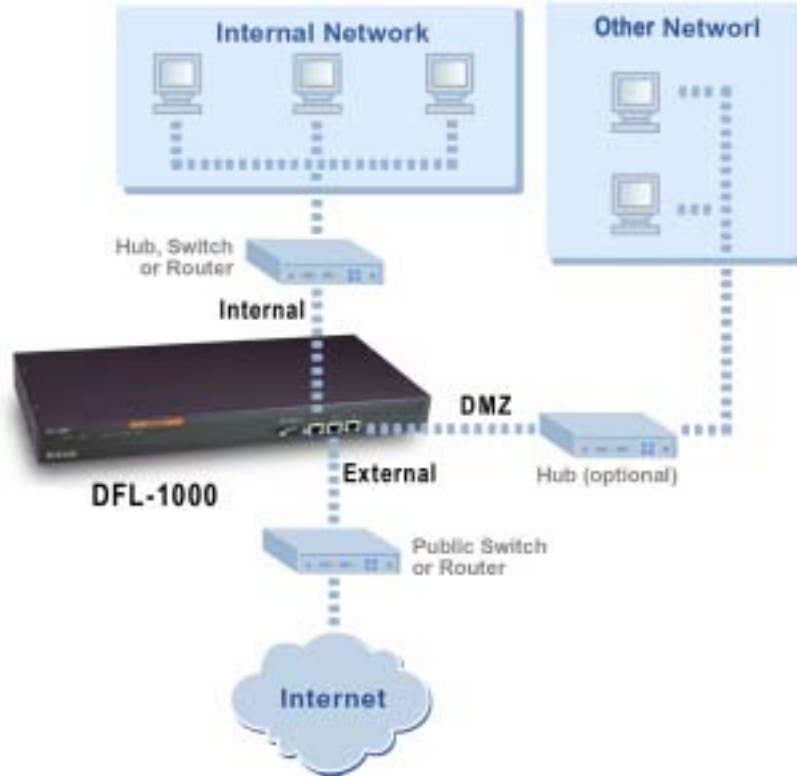 Internal Network
Other Networl
Hub, Switch
or Router
Internal
DMZ
External
Hub (optional)
DFL-1000
Public Switch
or Router
Internet